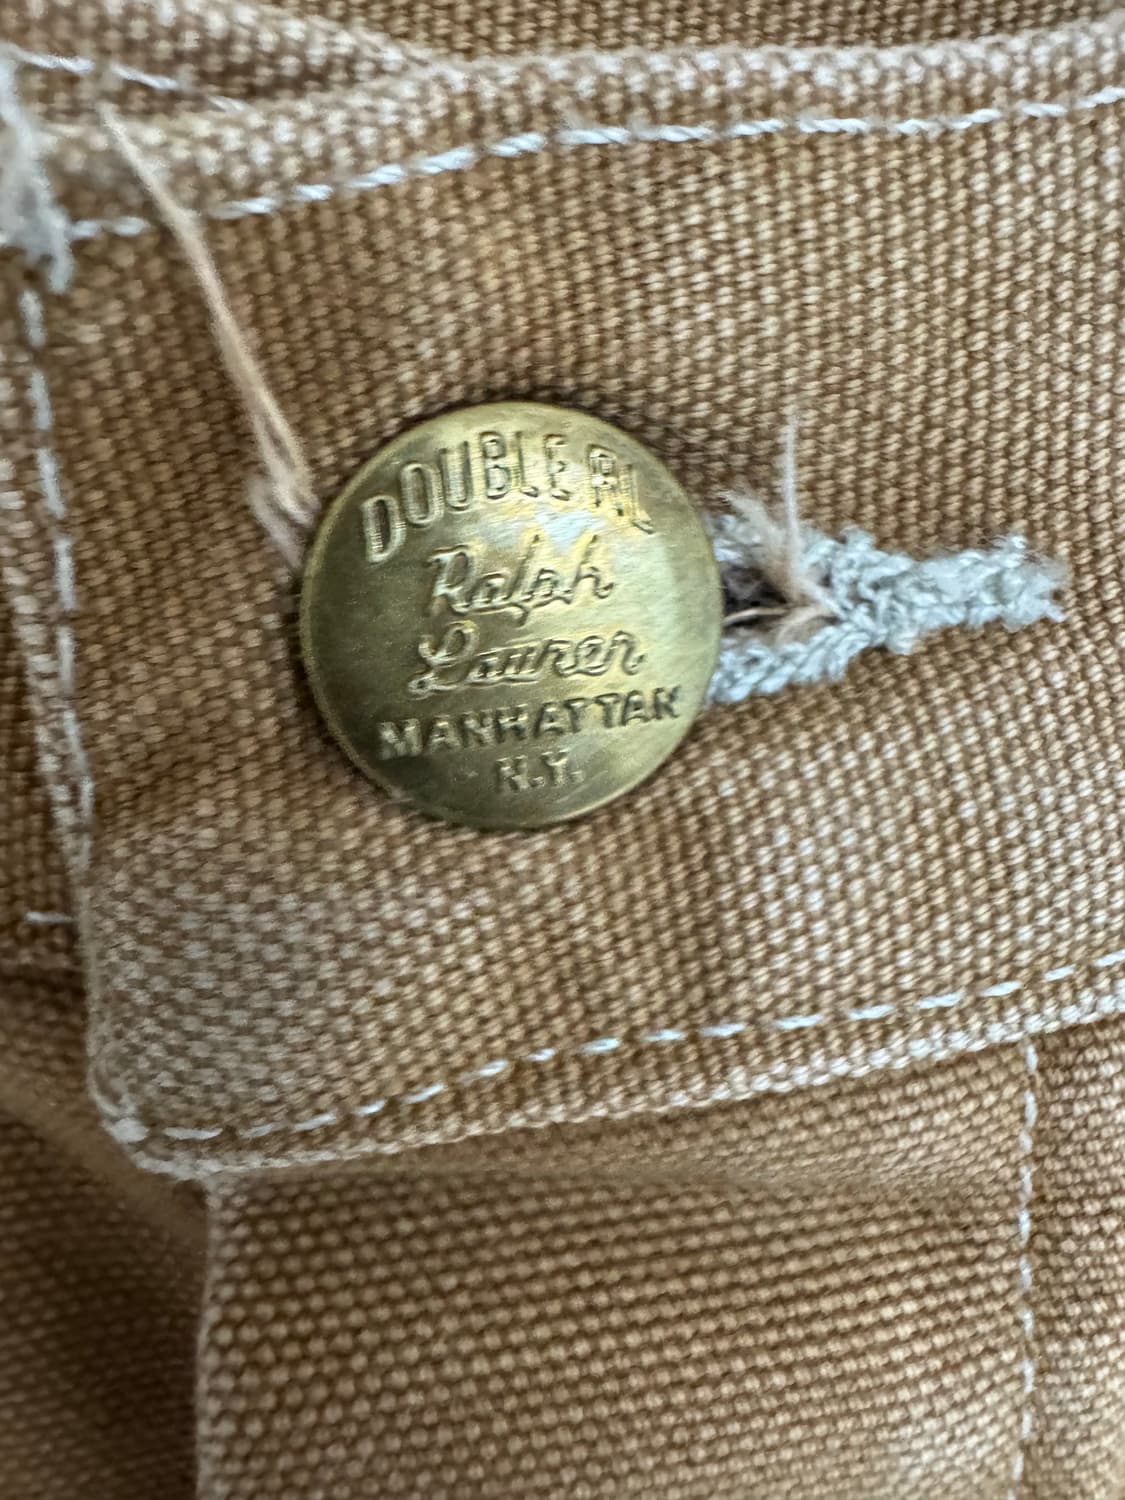 DOUBLE RL
Ralph
Lauren
MANHATTAN
N.Y.